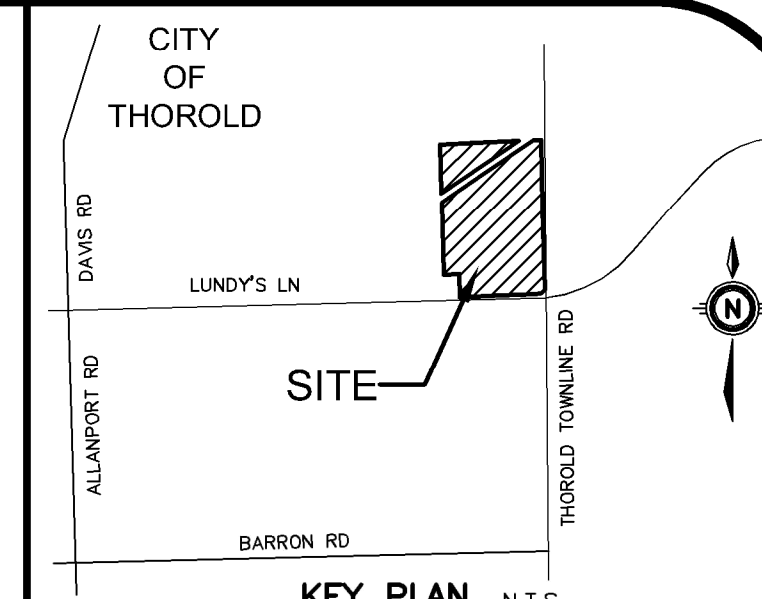 CITY
OF
THOROLD
DAVIS RD
LUNDY'S LN
N
SITE
ALLANPORT RD
THOROLD TOWNLINE RD
BARRON RD
KEY PLAN N.T.S.